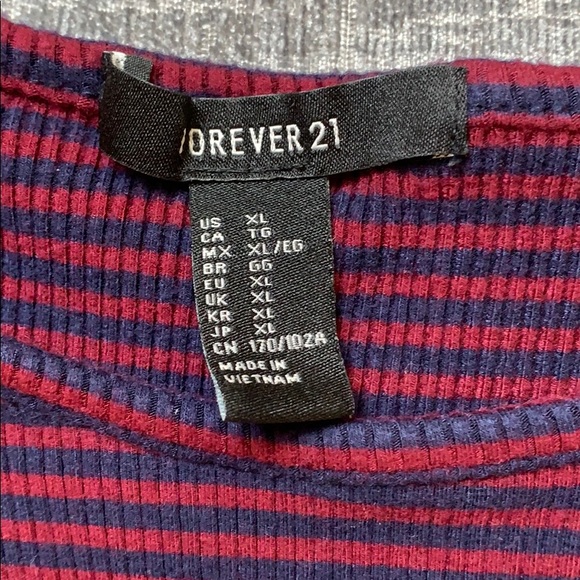 FOREVER 21
US XL
CA TG
MX XL/EG
BR GG
EU XL
UK XL
KR XL
JP XL
CN 170/102A
MADE IN
VIETNAM